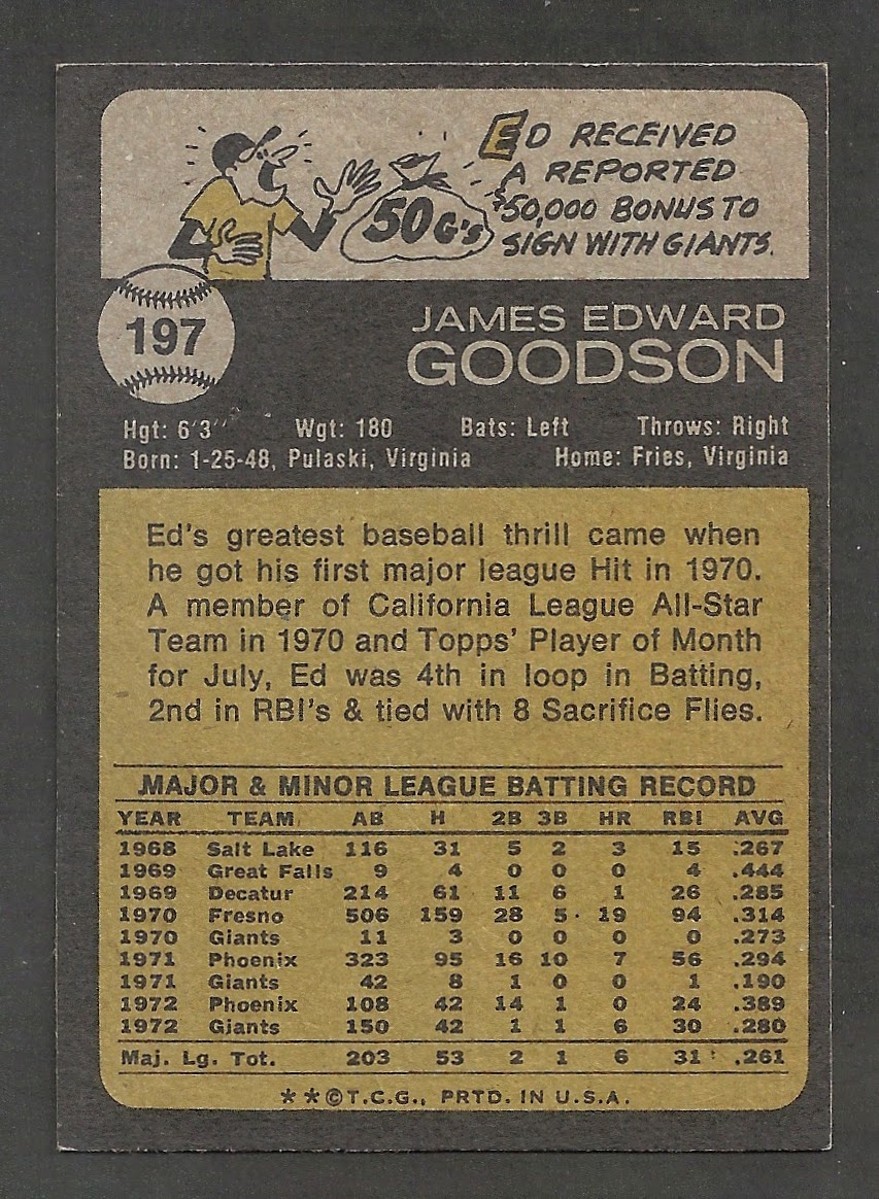 ED RECEIVED
A REPORTED
$50,000 BONUS TO
SIGN WITH GIANTS.
50 G's
197
JAMES EDWARD
GOODSON
Hgt: 6'3" Wgt: 180 Bats: Left Throws: Right
Born: 1-25-48, Pulaski, Virginia Home: Fries, Virginia
Ed's greatest baseball thrill came when
he got his first major league Hit in 1970.
A member of California League All-Star
Team in 1970 and Topps' Player of Month
for July, Ed was 4th in loop in Batting,
2nd in RBI's & tied with 8 Sacrifice Flies.
MAJOR & MINOR LEAGUE BATTING RECORD
YEAR TEAM AB H 2B 3B HR RBI AVG
1968 Salt Lake 116 31 5 2 3 15 .267
1969 Great Falls 9 4 0 0 0 4 .444
1969 Decatur 214 61 11 6 1 26 .285
1970 Fresno 506 159 28 5 19 94 .314
1970 Giants 11 3 0 0 0 0 .273
1971 Phoenix 323 95 16 10 7 56 .294
1971 Giants 42 8 1 0 0 1 .190
1972 Phoenix 108 42 14 1 0 24 .389
1972 Giants 150 42 1 1 6 30 .280
Maj. Lg. Tot. 203 53 2 1 6 31 .261
**©T.C.G., PRTD. IN U.S.A.